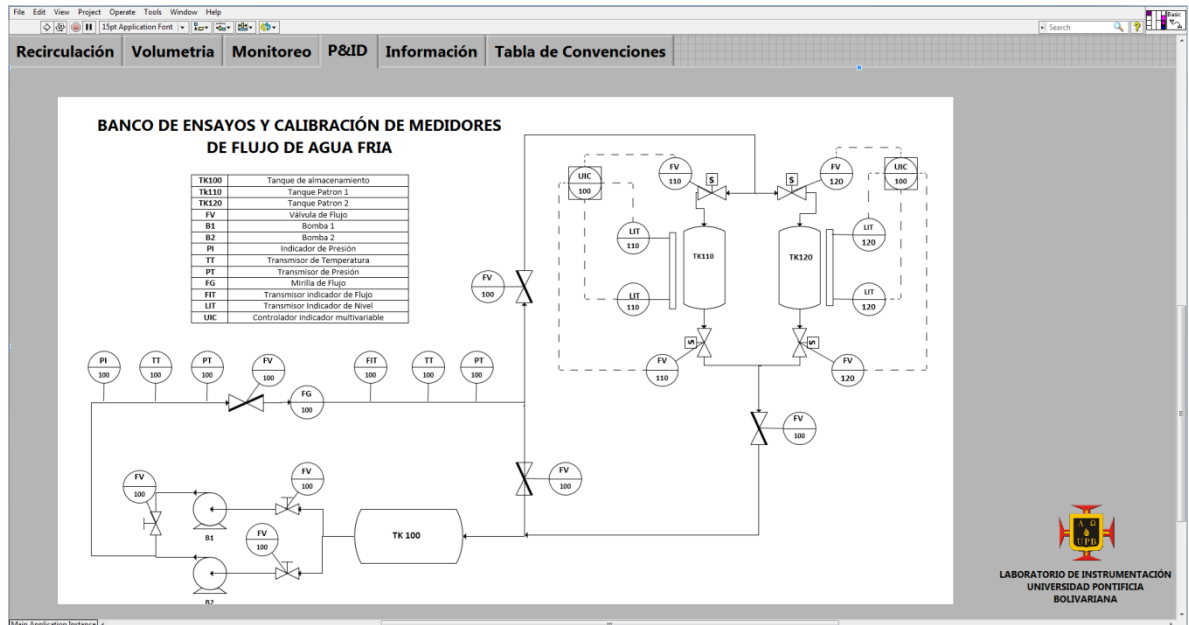 File Edit View Project Operate Tools Window Help
15pt Application Font
Search
Basic
Recirculación Volumetria Monitoreo P&ID Información Tabla de Convenciones
BANCO DE ENSAYOS Y CALIBRACIÓN DE MEDIDORES
DE FLUJO DE AGUA FRIA
TK100 Tanque de almacenamiento
Tk110 Tanque Patron 1
TK120 Tanque Patron 2
FV Válvula de Flujo
B1 Bomba 1
B2 Bomba 2
PI Indicador de Presión
TT Transmisor de Temperatura
PT Transmisor de Presión
FG Mirilla de Flujo
FIT Transmisor indicador de Flujo
LIT Transmisor Indicador de Nivel
UIC Controlador indicador multivariable
UIC
100
FV
110
S
S
FV
120
UIC
100
LIT
110
TK110
TK120
LIT
120
LIT
110
LIT
120
FV
100
S
S
FV
110
FV
120
PI
100
TT
100
PT
100
FV
100
FG
100
FIT
100
TT
100
PT
100
FV
100
FV
100
FV
100
FV
100
FV
100
B1
TK 100
B2
A Ω
UPB
LABORATORIO DE INSTRUMENTACIÓN
UNIVERSIDAD PONTIFICIA
BOLIVARIANA
Main Application Instance